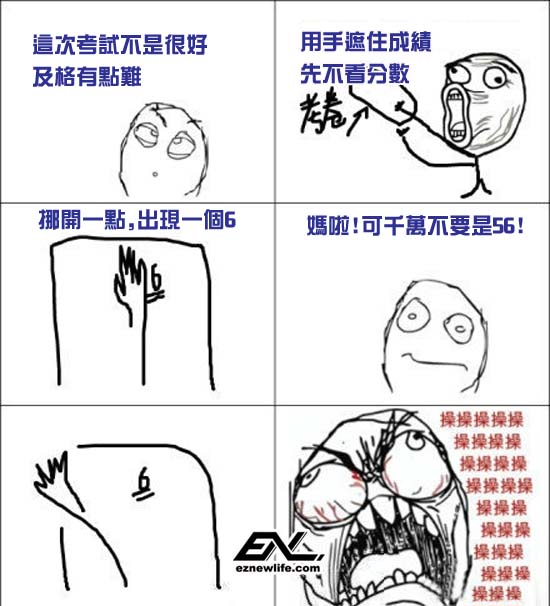 這次考試不是很好
及格有點難
用手遮住成績
先不看分數
考卷
挪開一點,出現一個6
6
媽啦!可千萬不要是56!
6
操操操操操
操操操操
操操操操
操操操操
操操操
操操操
操操操
操操操
操操操
ENL
eznewlife.com